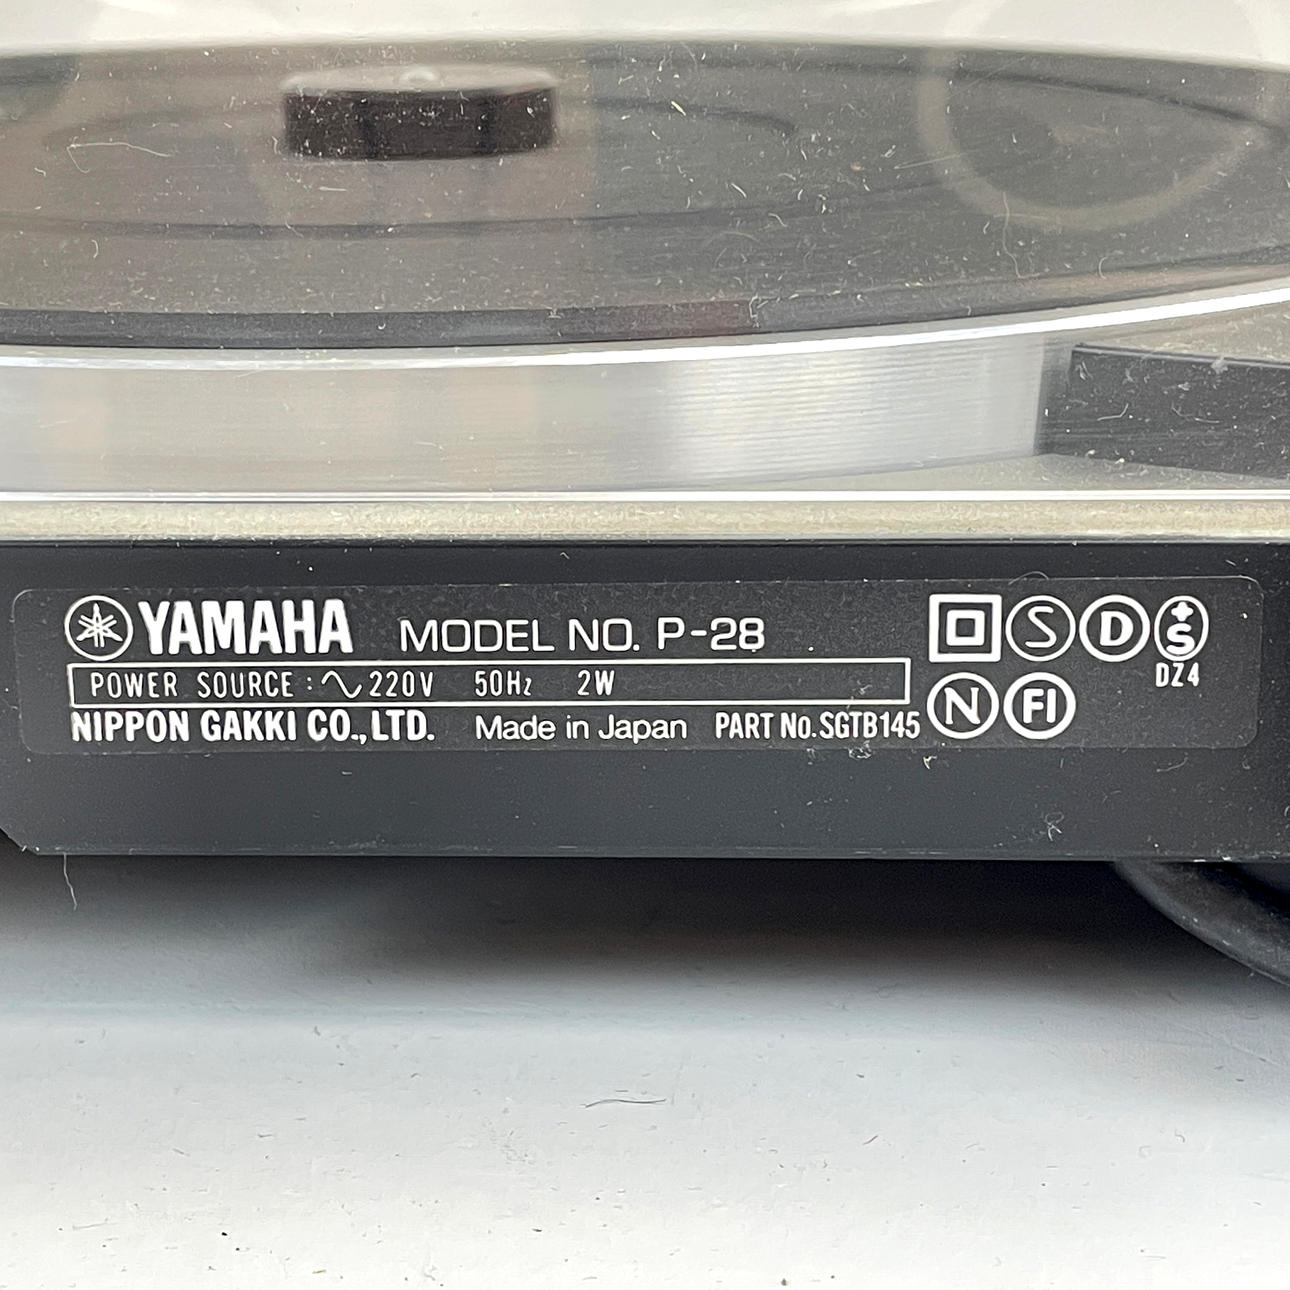 YAMAHA MODEL NO. P-28
POWER SOURCE : ∿ 220V 50Hz 2W
NIPPON GAKKI CO., LTD. Made in Japan PART No. SGTB145
S D +S
DZ4
N FI